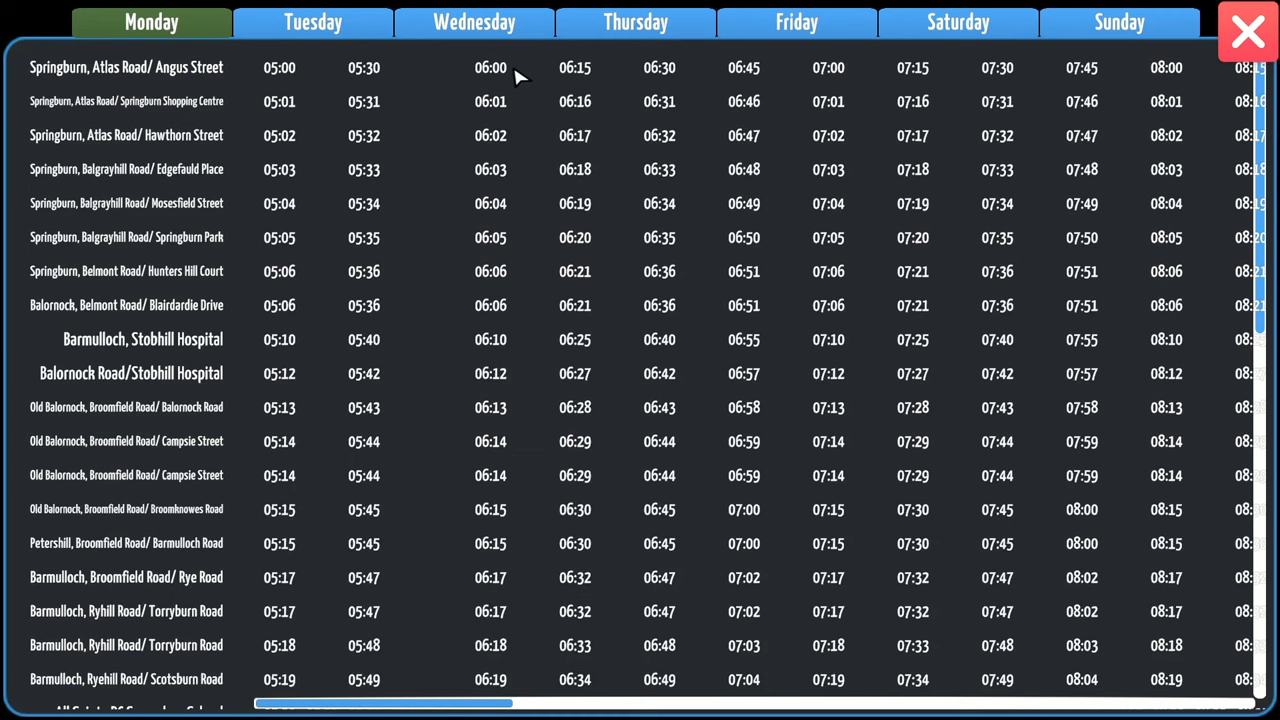 Monday Tuesday Wednesday Thursday Friday Saturday Sunday
Springburn, Atlas Road/ Angus Street 05:00 05:30 06:00 06:15 06:30 06:45 07:00 07:15 07:30 07:45 08:00 08:15
Springburn, Atlas Road/ Springburn Shopping Centre 05:01 05:31 06:01 06:16 06:31 06:46 07:01 07:16 07:31 07:46 08:01 08:16
Springburn, Atlas Road/ Hawthorn Street 05:02 05:32 06:02 06:17 06:32 06:47 07:02 07:17 07:32 07:47 08:02 08:17
Springburn, Balgrayhill Road/ Edgefauld Place 05:03 05:33 06:03 06:18 06:33 06:48 07:03 07:18 07:33 07:48 08:03 08:18
Springburn, Balgrayhill Road/ Mosesfield Street 05:04 05:34 06:04 06:19 06:34 06:49 07:04 07:19 07:34 07:49 08:04 08:19
Springburn, Balgrayhill Road/ Springburn Park 05:05 05:35 06:05 06:20 06:35 06:50 07:05 07:20 07:35 07:50 08:05 08:20
Springburn, Belmont Road/ Hunters Hill Court 05:06 05:36 06:06 06:21 06:36 06:51 07:06 07:21 07:36 07:51 08:06 08:21
Balornock, Belmont Road/ Blairdardie Drive 05:06 05:36 06:06 06:21 06:36 06:51 07:06 07:21 07:36 07:51 08:06 08:21
Barmulloch, Stobhill Hospital 05:10 05:40 06:10 06:25 06:40 06:55 07:10 07:25 07:40 07:55 08:10 08:
Balornock Road/Stobhill Hospital 05:12 05:42 06:12 06:27 06:42 06:57 07:12 07:27 07:42 07:57 08:12 08:
Old Balornock, Broomfield Road/ Balornock Road 05:13 05:43 06:13 06:28 06:43 06:58 07:13 07:28 07:43 07:58 08:13 08:
Old Balornock, Broomfield Road/ Campsie Street 05:14 05:44 06:14 06:29 06:44 06:59 07:14 07:29 07:44 07:59 08:14 08:
Old Balornock, Broomfield Road/ Campsie Street 05:14 05:44 06:14 06:29 06:44 06:59 07:14 07:29 07:44 07:59 08:14 08:
Old Balornock, Broomfield Road/ Broomknowes Road 05:15 05:45 06:15 06:30 06:45 07:00 07:15 07:30 07:45 08:00 08:15 08:
Petershill, Broomfield Road/ Barmulloch Road 05:15 05:45 06:15 06:30 06:45 07:00 07:15 07:30 07:45 08:00 08:15 08:
Barmulloch, Broomfield Road/ Rye Road 05:17 05:47 06:17 06:32 06:47 07:02 07:17 07:32 07:47 08:02 08:17 08:
Barmulloch, Ryhill Road/ Torryburn Road 05:17 05:47 06:17 06:32 06:47 07:02 07:17 07:32 07:47 08:02 08:17 08:
Barmulloch, Ryhill Road/ Torryburn Road 05:18 05:48 06:18 06:33 06:48 07:03 07:18 07:33 07:48 08:03 08:18 08:
Barmulloch, Ryehill Road/ Scotsburn Road 05:19 05:49 06:19 06:34 06:49 07:04 07:19 07:34 07:49 08:04 08:19 08: